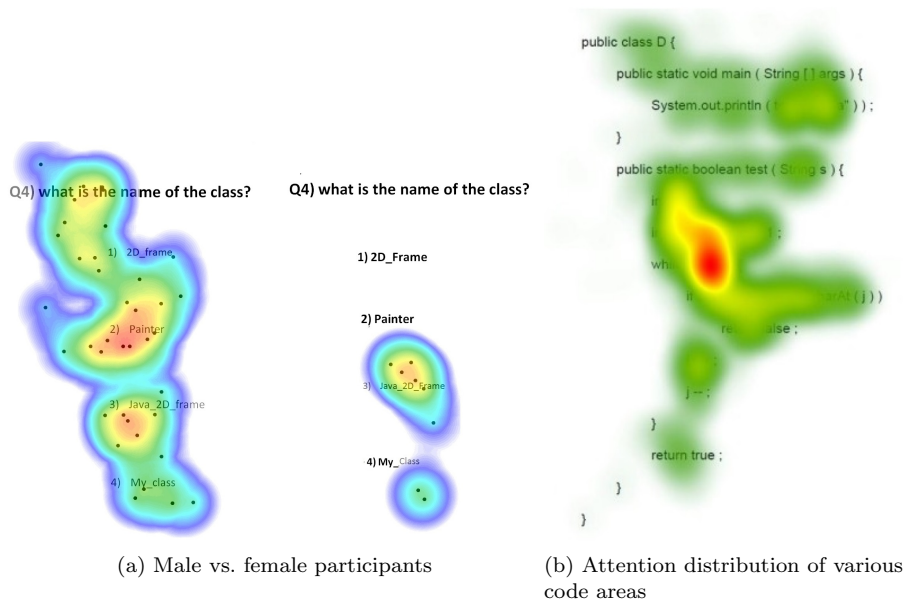 Q4) what is the name of the class?
1) 2D_frame
2) Painter
3) Java_2D_frame
4) My_class
Q4) what is the name of the class?
1) 2D_Frame
2) Painter
3) Java_2D_Frame
4) My_Class
(a) Male vs. female participants
public class D {
public static void main ( String [ ] args ) {
System.out.println ( " ) ) ;
}
public static boolean test ( String s ) {
;
( j ) )
;
j -- ;
}
return true ;
}
}
(b) Attention distribution of various
code areas